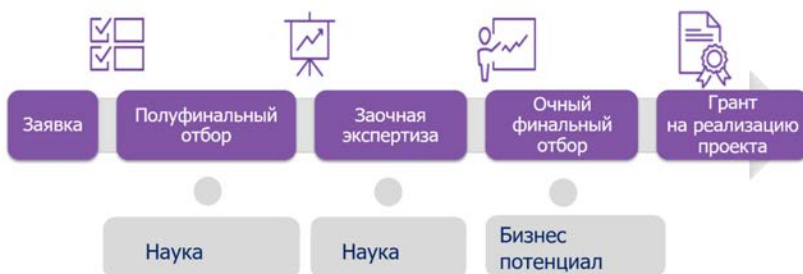 Заявка
Полуфинальный
отбор
Заочная
экспертиза
Очный
финальный
отбор
Грант
на реализацию
проекта
Наука
Наука
Бизнес
потенциал